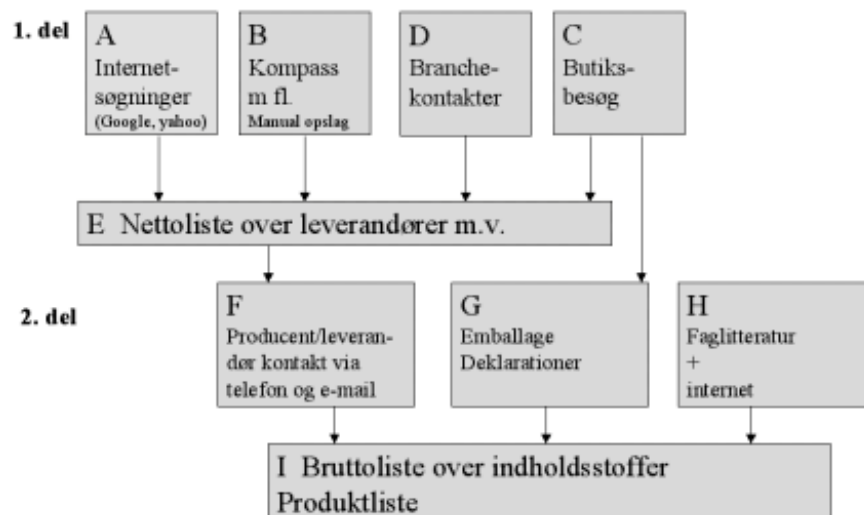 1. del
A
Internet-
søgninger
(Google, yahoo)
B
Kompass
m fl.
Manual opslag
D
Branche-
kontakter
C
Butiks-
besøg
E Nettoliste over leverandører m.v.
2. del
F
Producent/leveran-
dør kontakt via
telefon og e-mail
G
Emballage
Deklarationer
H
Faglitteratur
+
internet
I Bruttoliste over indholdsstoffer
Produktliste